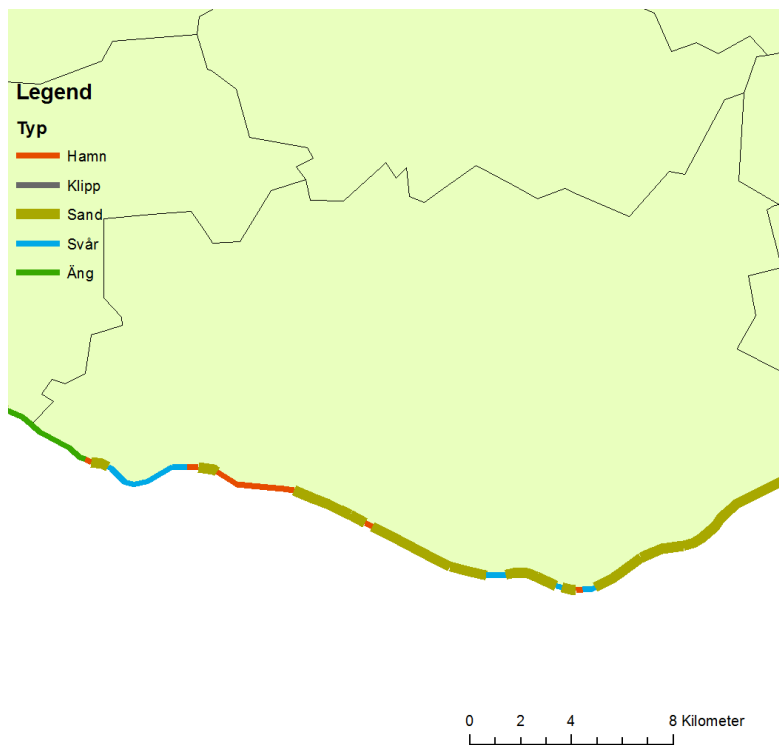 Legend
Typ
Hamn
Klipp
Sand
Svår
Äng
0 2 4 8 Kilometer